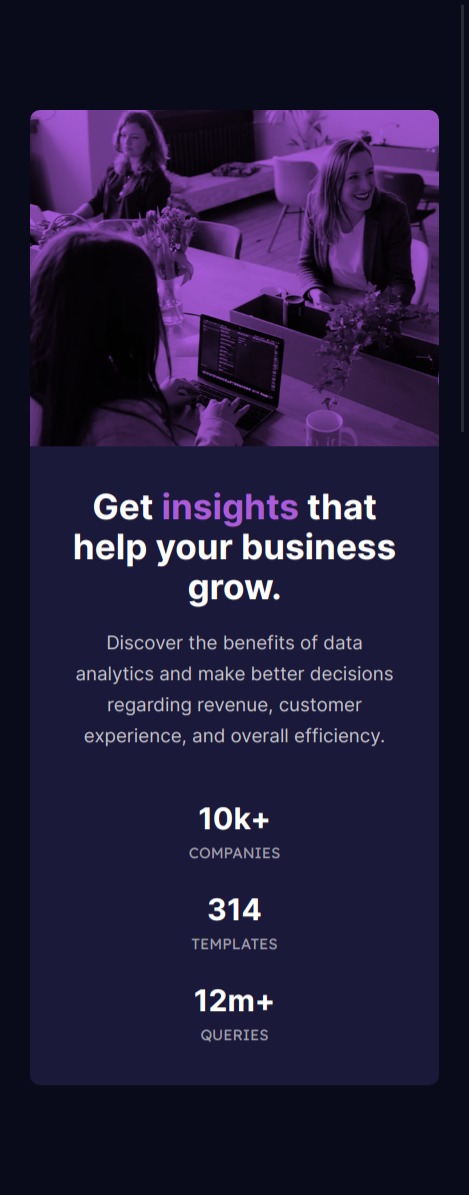 Get insights that
help your business
grow.
Discover the benefits of data
analytics and make better decisions
regarding revenue, customer
experience, and overall efficiency.
10k+
COMPANIES
314
TEMPLATES
12m+
QUERIES